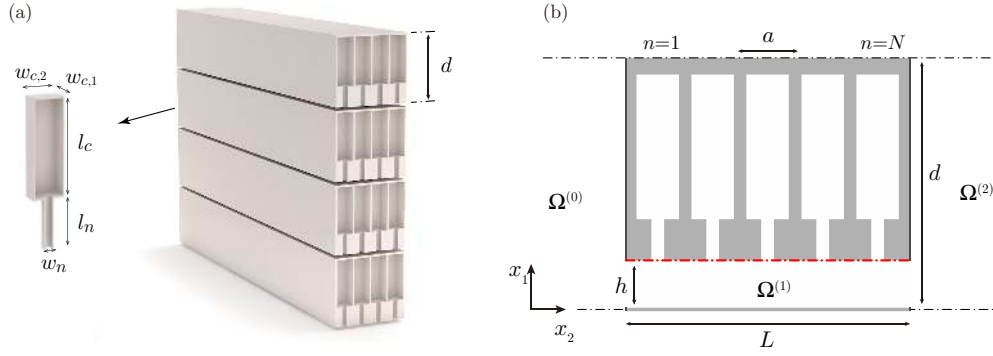 (a)
w_{c,2}
w_{c,1}
l_c
l_n
w_n
d
(b)
n=1
a
n=N
d
Ω^{(0)}
Ω^{(2)}
x_1
h
Ω^{(1)}
x_2
L